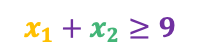 x₁ + x₂ ≥ 9